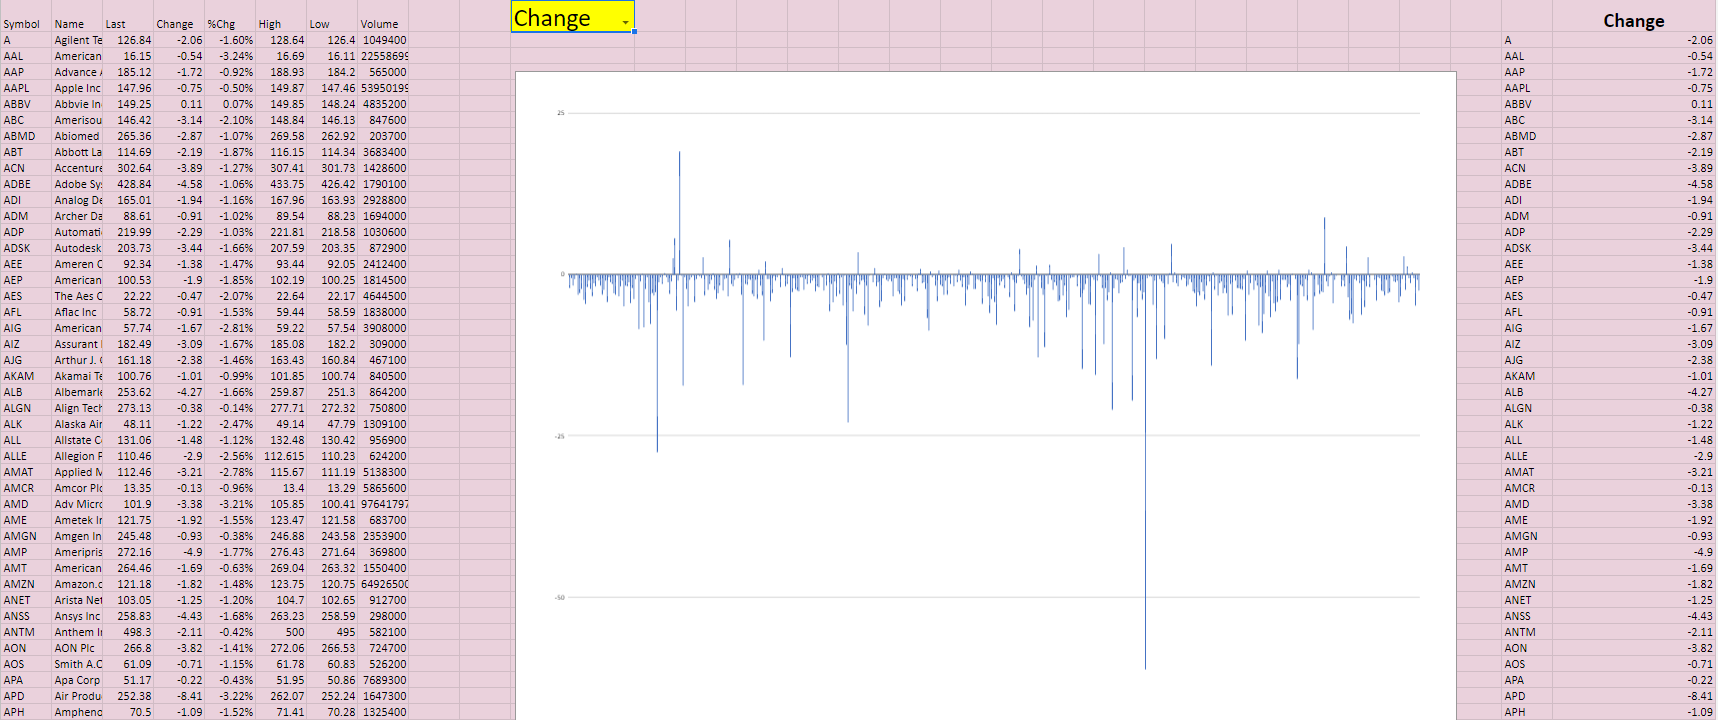 Change
Change
Symbol Name Last Change %Chg High Low Volume
A Agilent Te 126.84 -2.06 -1.60% 128.64 126.4 1049400 A -2.06
AAL American 16.15 -0.54 -3.24% 16.69 16.11 22558699 AAL -0.54
AAP Advance A 185.12 -1.72 -0.92% 188.93 184.2 565000 AAP -1.72
AAPL Apple Inc 147.96 -0.75 -0.50% 149.87 147.46 53950199 AAPL -0.75
ABBV Abbvie In 149.25 0.11 0.07% 149.85 148.24 4835200 ABBV 0.11
ABC Amerisou 146.42 -3.14 -2.10% 148.84 146.13 847600 ABC -3.14
ABMD Abiomed 265.36 -2.87 -1.07% 269.58 262.92 203700 ABMD -2.87
ABT Abbott La 114.69 -2.19 -1.87% 116.15 114.34 3683400 ABT -2.19
ACN Accenture 302.64 -3.89 -1.27% 307.41 301.73 1428600 ACN -3.89
ADBE Adobe Sy 428.84 -4.58 -1.06% 433.75 426.42 1790100 ADBE -4.58
ADI Analog De 165.01 -1.94 -1.16% 167.96 163.93 2928800 ADI -1.94
ADM Archer Da 88.61 -0.91 -1.02% 89.54 88.23 1694000 ADM -0.91
ADP Automati 219.99 -2.29 -1.03% 221.81 218.58 1030600 ADP -2.29
ADSK Autodesk 203.73 -3.44 -1.66% 207.59 203.35 872900 ADSK -3.44
AEE Ameren C 92.34 -1.38 -1.47% 93.44 92.05 2412400 AEE -1.38
AEP American 100.53 -1.9 -1.85% 102.19 100.25 1814500 AEP -1.9
AES The Aes C 22.22 -0.47 -2.07% 22.64 22.17 4644500 AES -0.47
AFL Aflac Inc 58.72 -0.91 -1.53% 59.44 58.59 1838000 AFL -0.91
AIG American 57.74 -1.67 -2.81% 59.22 57.54 3908000 AIG -1.67
AIZ Assurant 182.49 -3.09 -1.67% 185.08 182.2 309000 AIZ -3.09
AJG Arthur J. 161.18 -2.38 -1.46% 163.43 160.84 467100 AJG -2.38
AKAM Akamai Te 100.76 -1.01 -0.99% 101.85 100.74 840500 AKAM -1.01
ALB Albemarle 253.62 -4.27 -1.66% 259.87 251.3 864200 ALB -4.27
ALGN Align Tech 273.13 -0.38 -0.14% 277.71 272.32 750800 ALGN -0.38
ALK Alaska Air 48.11 -1.22 -2.47% 49.14 47.79 1309100 ALK -1.22
ALL Allstate C 131.06 -1.48 -1.12% 132.48 130.42 956900 ALL -1.48
ALLE Allegion P 110.46 -2.9 -2.56% 112.615 110.23 624200 ALLE -2.9
AMAT Applied M 112.46 -3.21 -2.78% 115.67 111.19 5138300 AMAT -3.21
AMCR Amcor Plc 13.35 -0.13 -0.96% 13.4 13.29 5865600 AMCR -0.13
AMD Adv Micro 101.9 -3.38 -3.21% 105.85 100.41 97641797 AMD -3.38
AME Ametek In 121.75 -1.92 -1.55% 123.47 121.58 683700 AME -1.92
AMGN Amgen In 245.48 -0.93 -0.38% 246.88 243.58 2353900 AMGN -0.93
AMP Ameripris 272.16 -4.9 -1.77% 276.43 271.64 369800 AMP -4.9
AMT American 264.46 -1.69 -0.63% 269.04 263.32 1550400 AMT -1.69
AMZN Amazon.c 121.18 -1.82 -1.48% 123.75 120.75 64926500 AMZN -1.82
ANET Arista Net 103.05 -1.25 -1.20% 104.7 102.65 912700 ANET -1.25
ANSS Ansys Inc 258.83 -4.43 -1.68% 263.23 258.59 298000 ANSS -4.43
ANTM Anthem I 498.3 -2.11 -0.42% 500 495 582100 ANTM -2.11
AON AON Plc 266.8 -3.82 -1.41% 272.06 266.53 724700 AON -3.82
AOS Smith A.O 61.09 -0.71 -1.15% 61.78 60.83 526200 AOS -0.71
APA Apa Corp 51.17 -0.22 -0.43% 51.95 50.86 7689300 APA -0.22
APD Air Produ 252.38 -8.41 -3.22% 262.07 252.24 1647300 APD -8.41
APH Ampheno 70.5 -1.09 -1.52% 71.41 70.28 1325400 APH -1.09
25
0
-25
-50